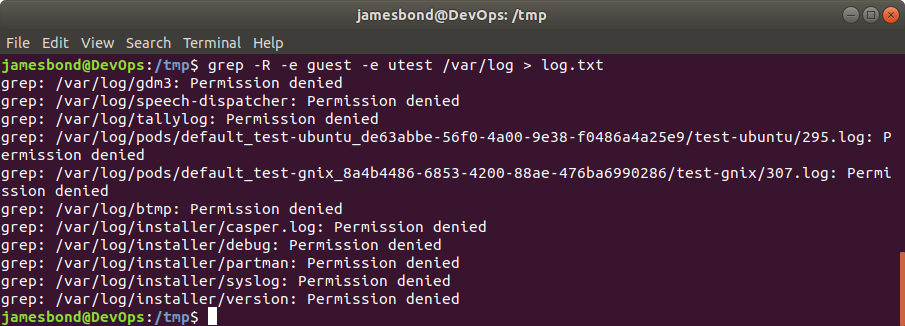 jamesbond@DevOps: /tmp
File Edit View Search Terminal Help
jamesbond@DevOps:/tmp$ grep -R -e guest -e utest /var/log > log.txt
grep: /var/log/gdm3: Permission denied
grep: /var/log/speech-dispatcher: Permission denied
grep: /var/log/tallylog: Permission denied
grep: /var/log/pods/default_test-ubuntu_de63abbe-56f0-4a00-9e38-f0486a4a25e9/test-ubuntu/295.log: P
ermission denied
grep: /var/log/pods/default_test-gnix_8a4b4486-6853-4200-88ae-476ba6990286/test-gnix/307.log: Permi
ssion denied
grep: /var/log/btmp: Permission denied
grep: /var/log/installer/casper.log: Permission denied
grep: /var/log/installer/debug: Permission denied
grep: /var/log/installer/partman: Permission denied
grep: /var/log/installer/syslog: Permission denied
grep: /var/log/installer/version: Permission denied
jamesbond@DevOps:/tmp$